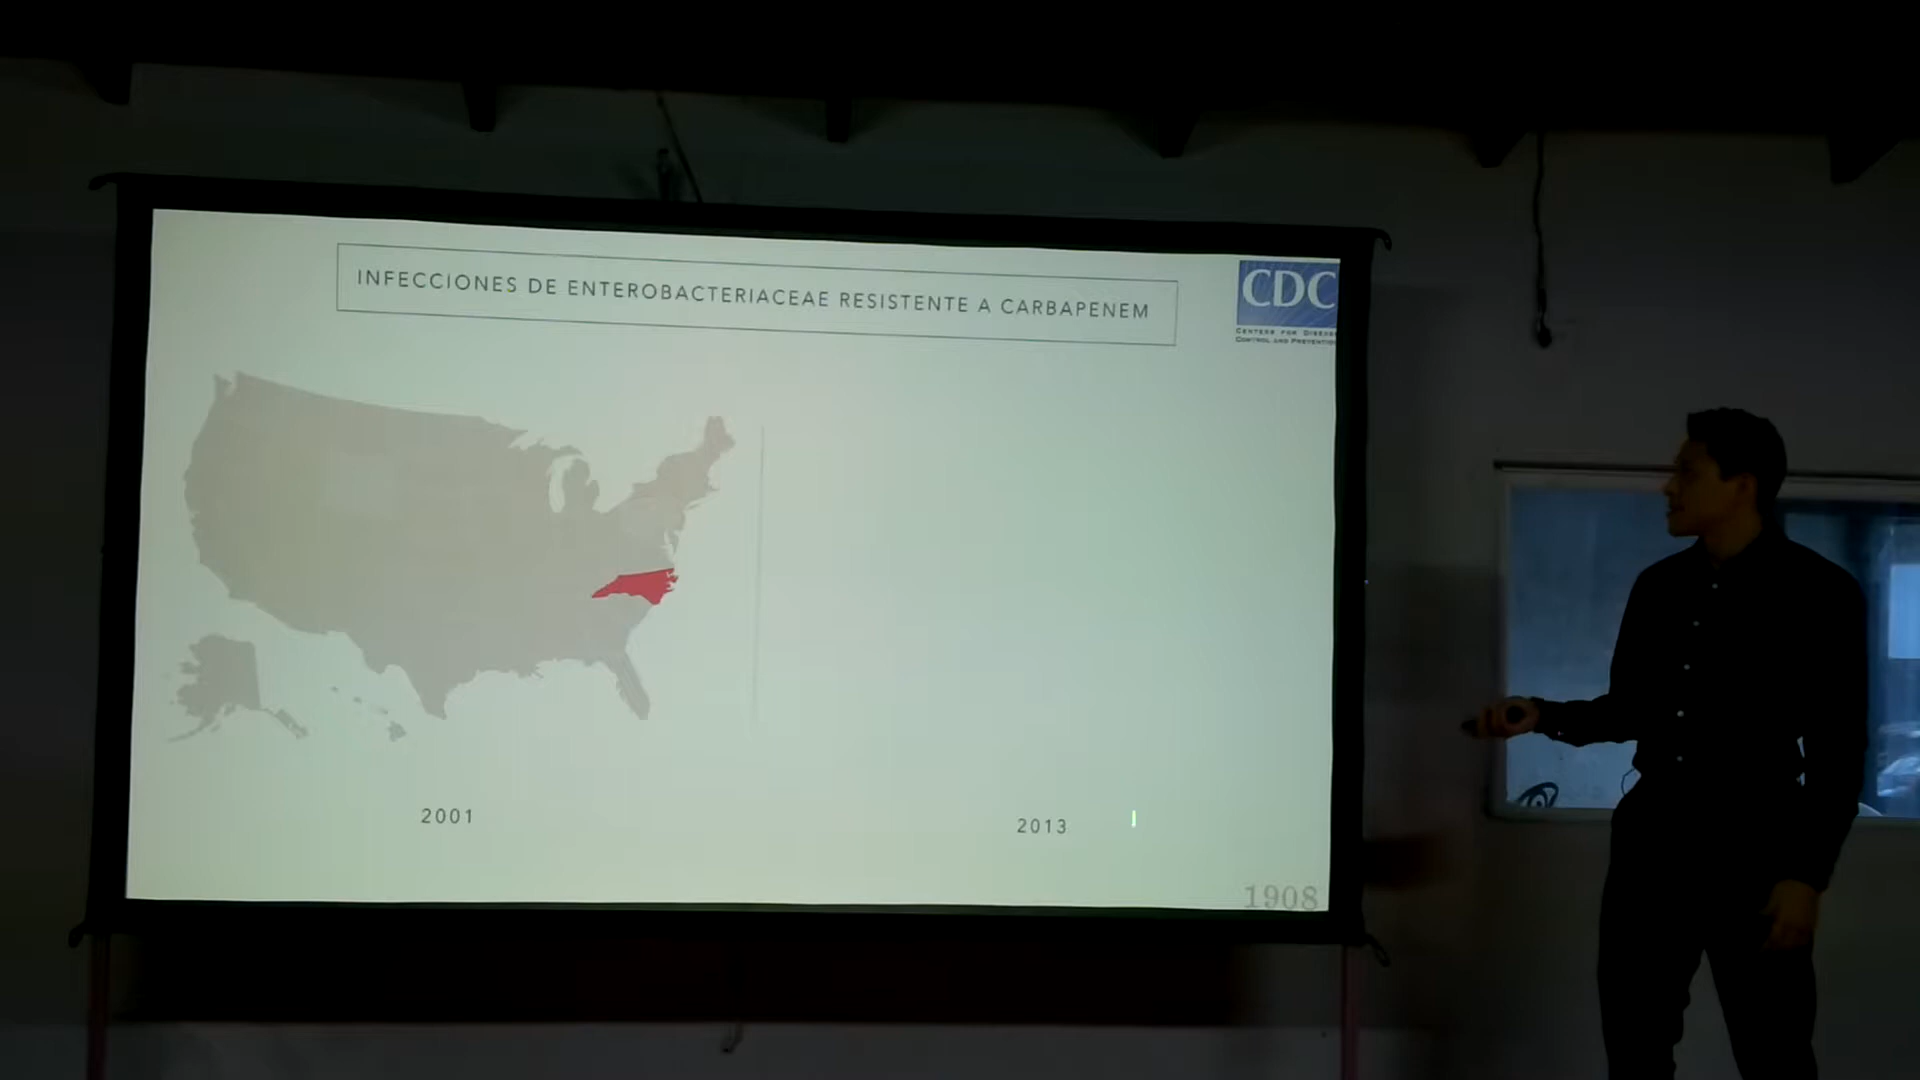 INFECCIONES DE ENTEROBACTERIACEAE RESISTENTE A CARBAPENEM
CDC
CENTERS FOR DISEASE
CONTROL AND PREVENTION
2001
2013
1908